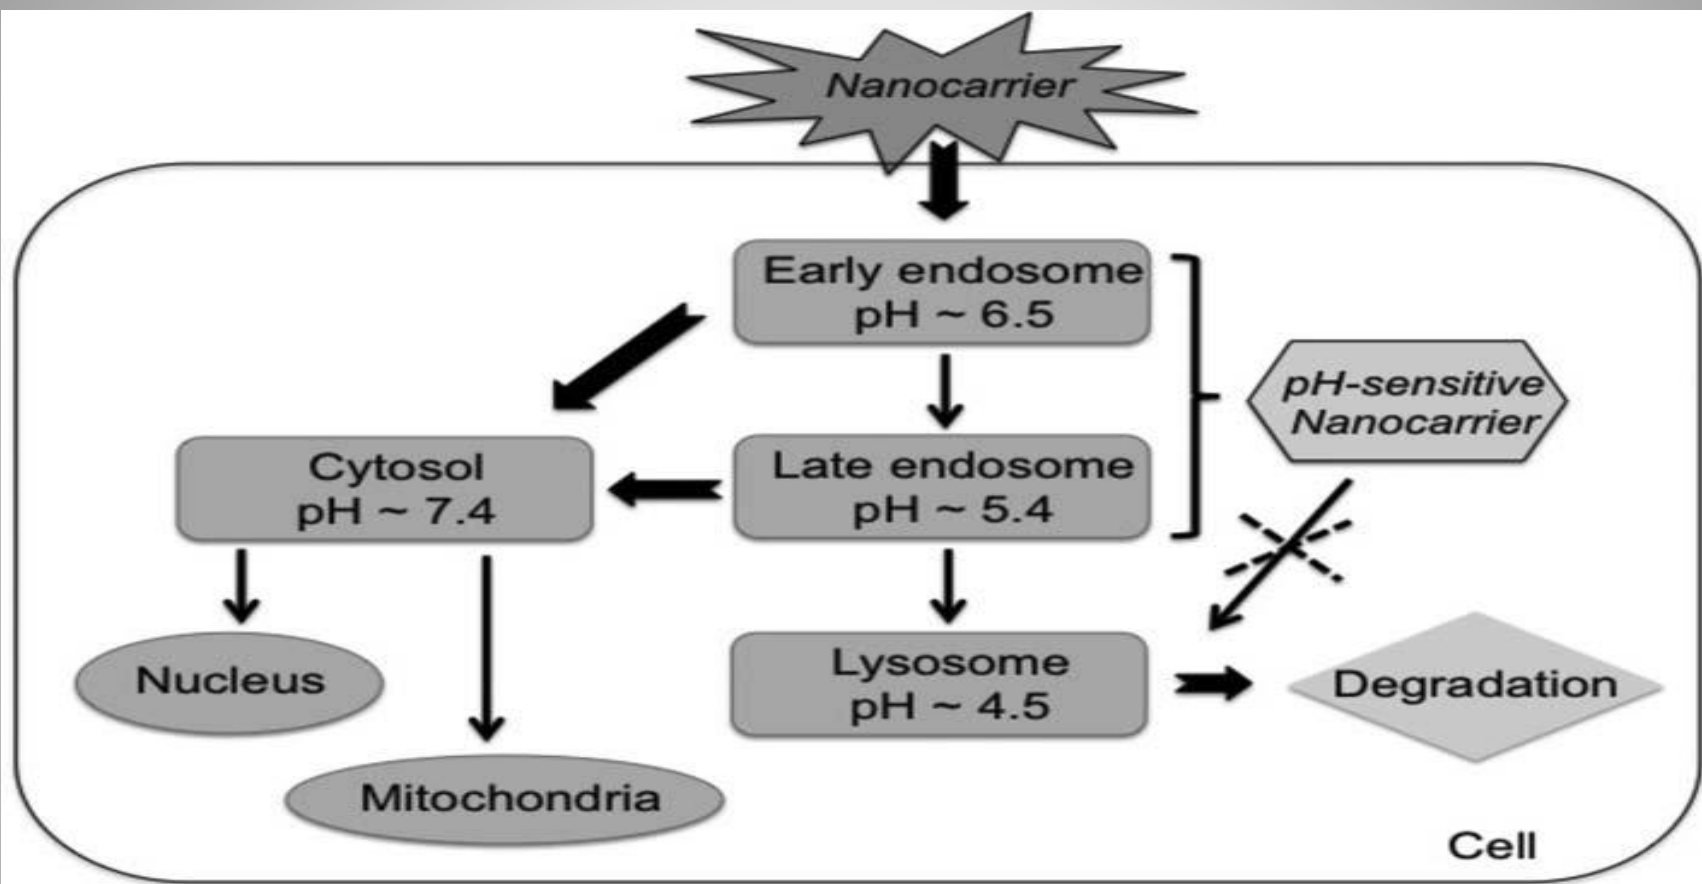 Nanocarrier
Early endosome
pH ~ 6.5
pH-sensitive
Nanocarrier
Cytosol
pH ~ 7.4
Late endosome
pH ~ 5.4
Nucleus
Lysosome
pH ~ 4.5
Degradation
Mitochondria
Cell